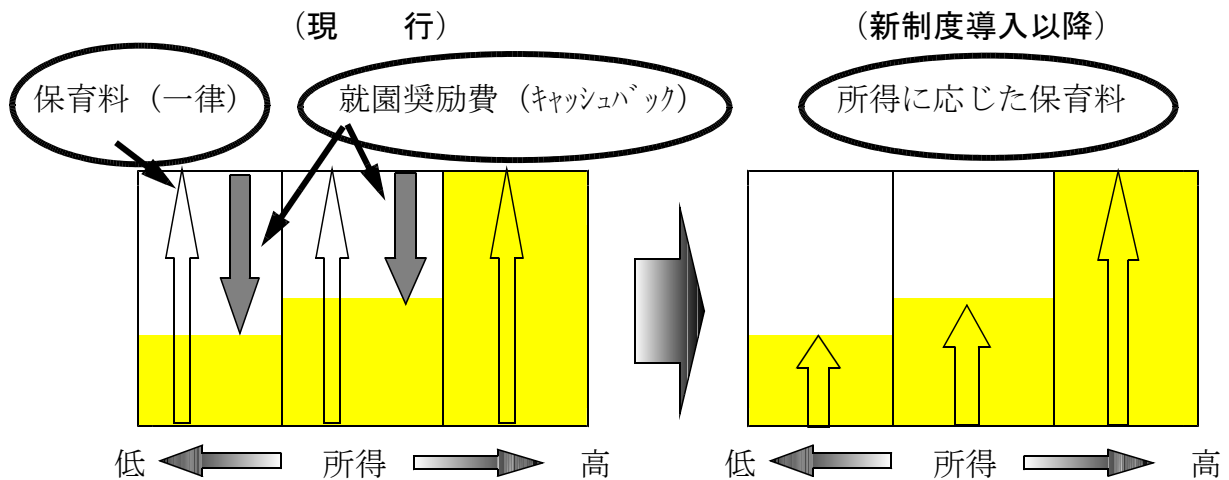 (現　　行)
(新制度導入以降)
保育料（一律）
就園奨励費（ｷｬｯｼｭﾊﾞｯｸ）
所得に応じた保育料
低　所得　高
低　所得　高